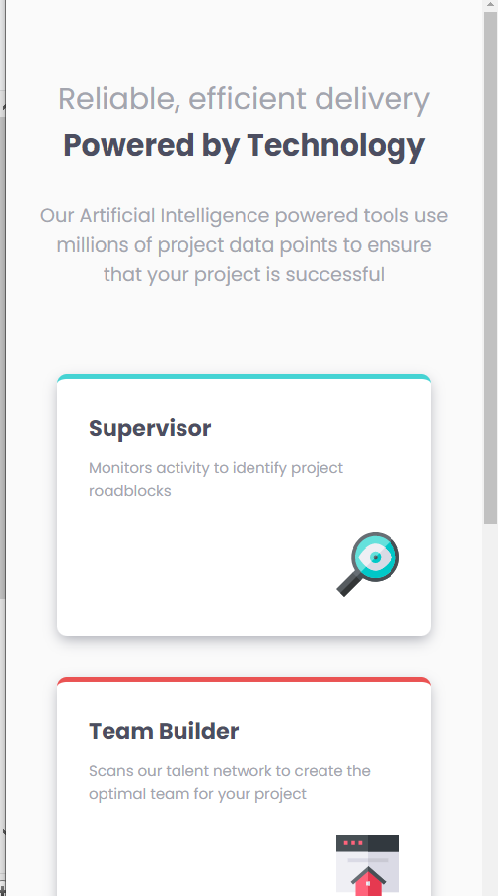 Reliable, efficient delivery
Powered by Technology
Our Artificial Intelligence powered tools use
millions of project data points to ensure
that your project is successful
Supervisor
Monitors activity to identify project
roadblocks
Team Builder
Scans our talent network to create the
optimal team for your project